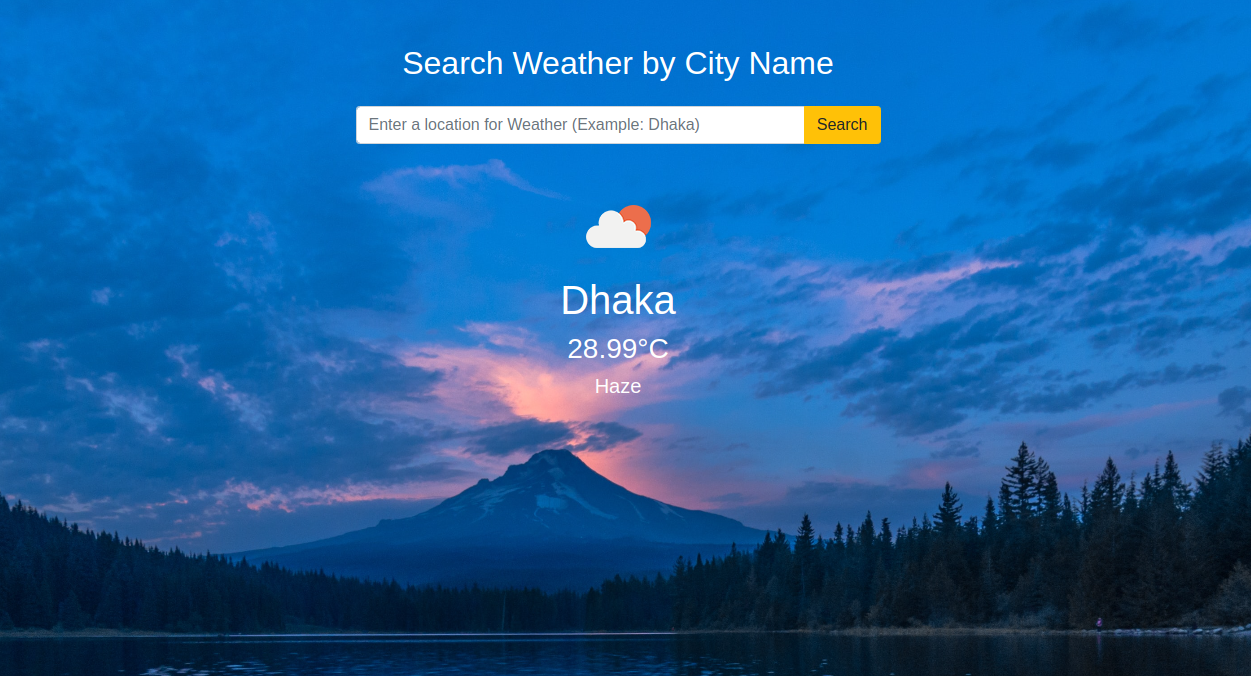 Search Weather by City Name
Enter a location for Weather (Example: Dhaka) Search
Dhaka
28.99°C
Haze